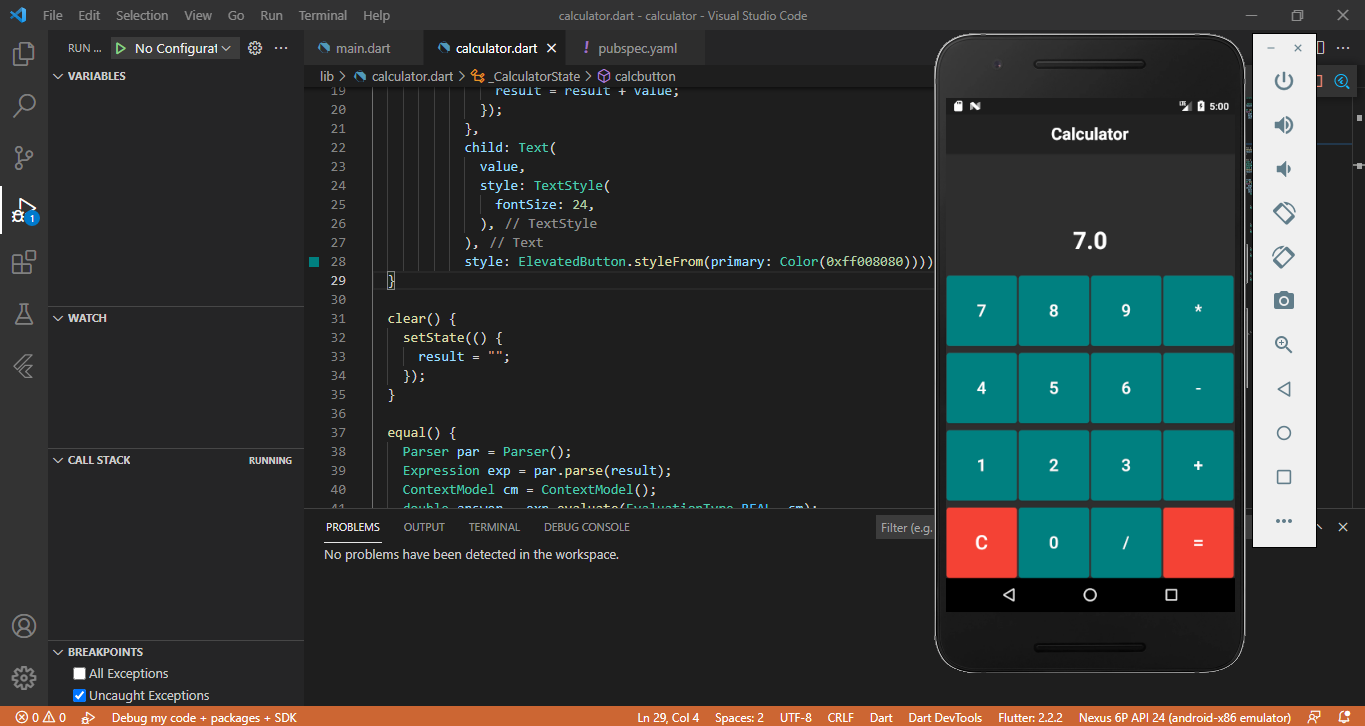 File Edit Selection View Go Run Terminal Help
calculator.dart - calculator - Visual Studio Code
RUN ... No Configurat
main.dart calculator.dart pubspec.yaml
lib > calculator.dart > _CalculatorState > calcbutton
VARIABLES
WATCH
CALL STACK RUNNING
BREAKPOINTS
All Exceptions
Uncaught Exceptions
1
19 result = result + value;
20 });
21 },
22 child: Text(
23 value,
24 style: TextStyle(
25 fontSize: 24,
26 ), // TextStyle
27 ), // Text
28 style: ElevatedButton.styleFrom(primary: Color(0xff008080))))
29 }
30
31 clear() {
32 setState(() {
33 result = "";
34 });
35 }
36
37 equal() {
38 Parser par = Parser();
39 Expression exp = par.parse(result);
40 ContextModel cm = ContextModel();
41 double answer = exp.evaluate(EvaluationType.REAL, cm);
PROBLEMS OUTPUT TERMINAL DEBUG CONSOLE
Filter (e.g.
No problems have been detected in the workspace.
5:00
Calculator
7.0
7 8 9 *
4 5 6 -
1 2 3 +
C 0 / =
0 0 Debug my code + packages + SDK
Ln 29, Col 4 Spaces: 2 UTF-8 CRLF Dart Dart DevTools Flutter: 2.2.2 Nexus 6P API 24 (android-x86 emulator)